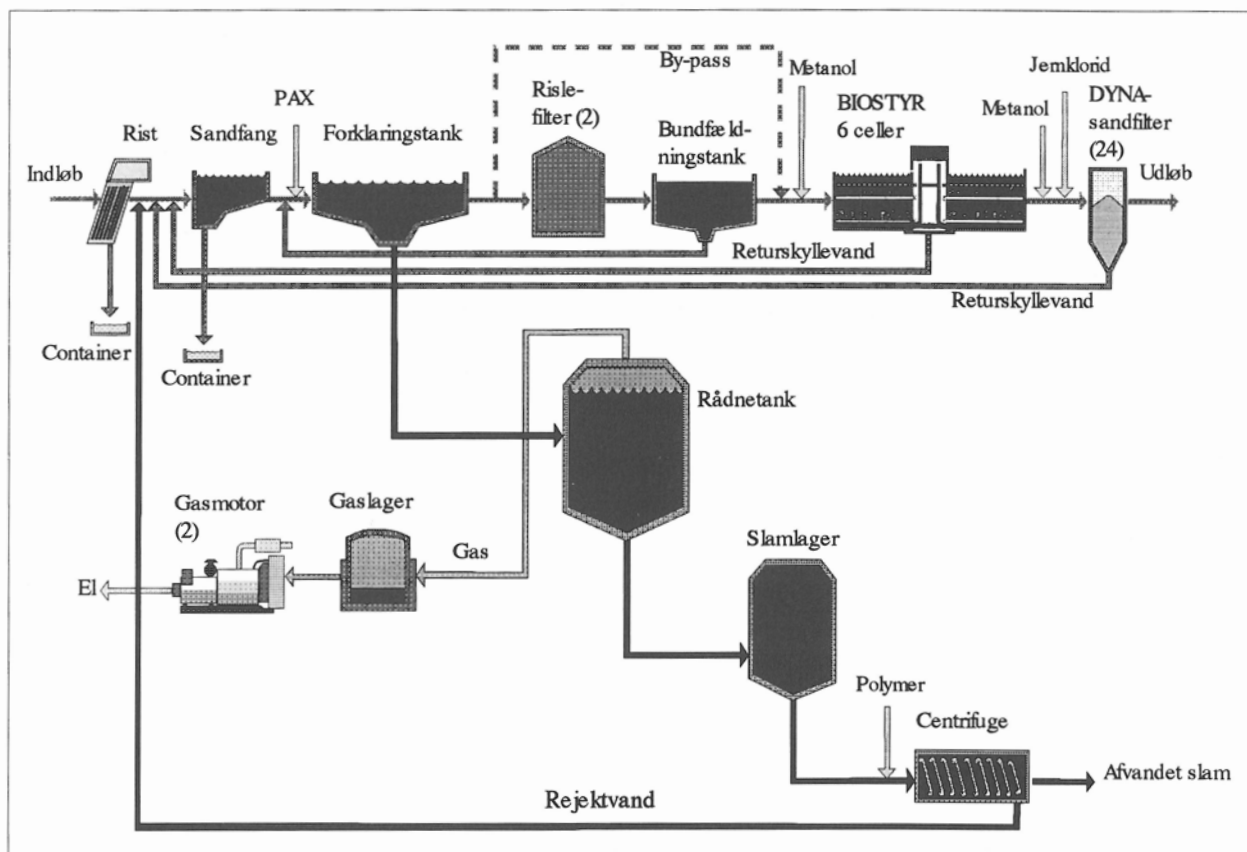 By-pass
Metanol
Jernklorid
PAX
Risle-
filter (2)
BIOSTYR
6 celler
Metanol
DYNA-
sandfilter
(24)
Rist
Sandfang
Forklaringstank
Bundfæld-
ningstank
Indløb
Udløb
Returskyllevand
Returskyllevand
Container
Container
Rådnetank
Gasmotor
(2)
Gaslager
Gas
El
Slamlager
Polymer
Centrifuge
Afvandet slam
Rejektvand